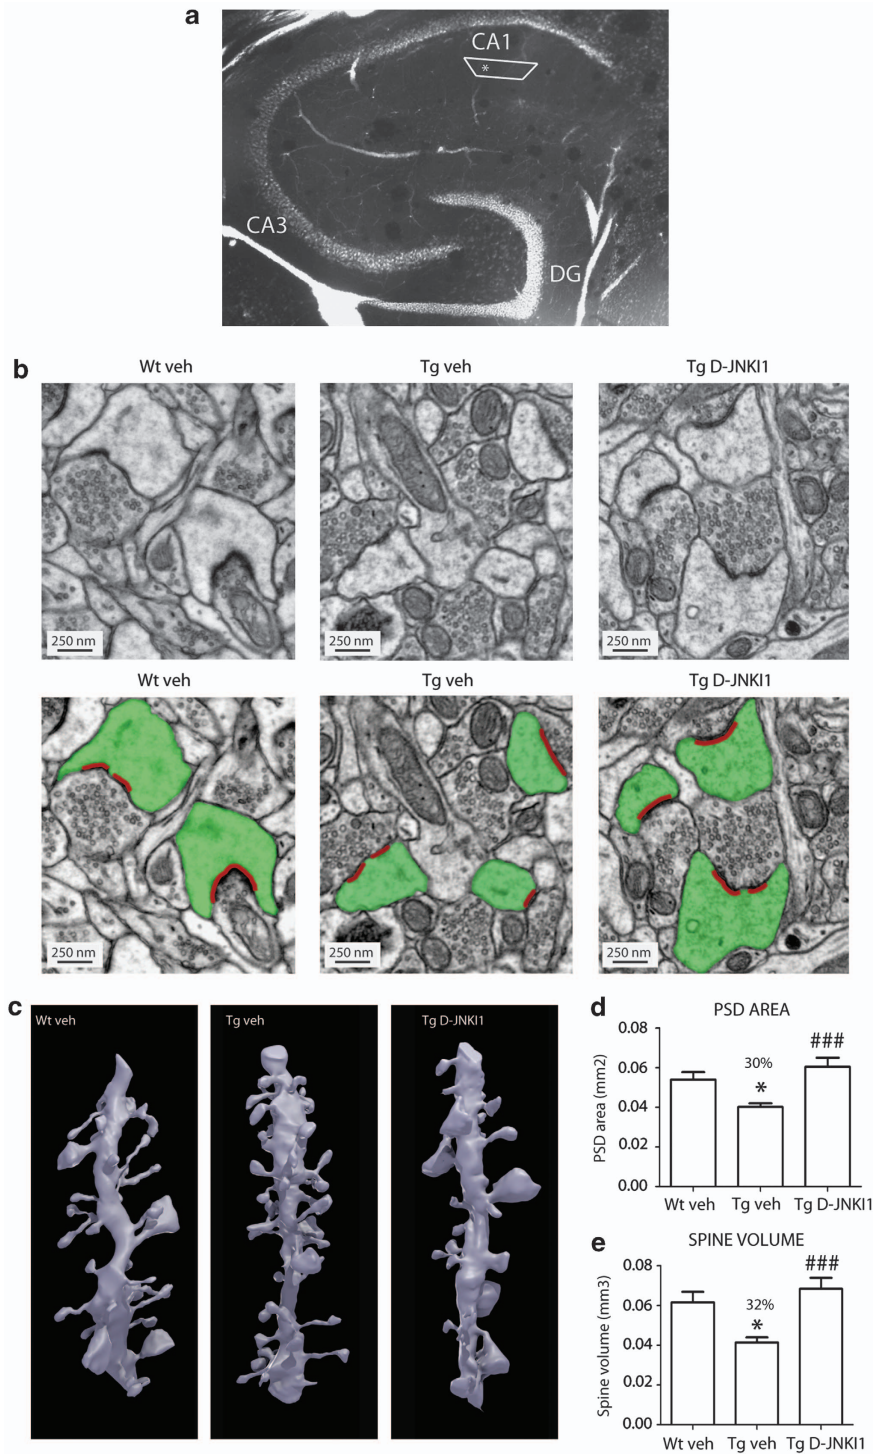 a
CA1
*
CA3
DG
b
Wt veh
Tg veh
Tg D-JNKI1
250 nm
250 nm
250 nm
Wt veh
Tg veh
Tg D-JNKI1
250 nm
250 nm
250 nm
c
Wt veh
Tg veh
Tg D-JNKI1
d
PSD AREA
PSD area (mm2)
0.08
0.06
0.04
0.02
0.00
30%
*
###
Wt veh
Tg veh
Tg D-JNKI1
e
SPINE VOLUME
Spine volume (mm3)
0.08
0.06
0.04
0.02
0.00
32%
*
###
Wt veh
Tg veh
Tg D-JNKI1